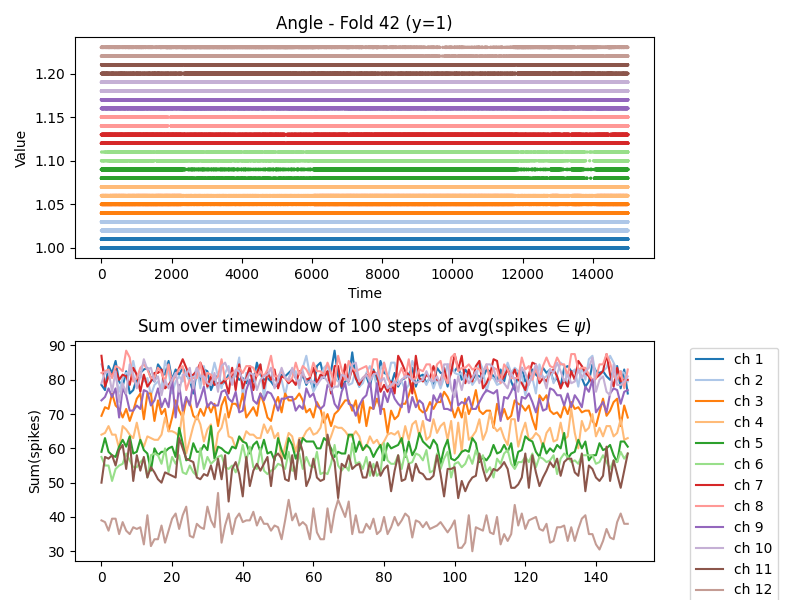 Angle - Fold 42 (y=1)
Value
1.20
1.15
1.10
1.05
1.00
0 2000 4000 6000 8000 10000 12000 14000
Time
Sum over timewindow of 100 steps of avg(spikes ∈ ψ)
Sum(spikes)
90
80
70
60
50
40
30
0 20 40 60 80 100 120 140
ch 1
ch 2
ch 3
ch 4
ch 5
ch 6
ch 7
ch 8
ch 9
ch 10
ch 11
ch 12